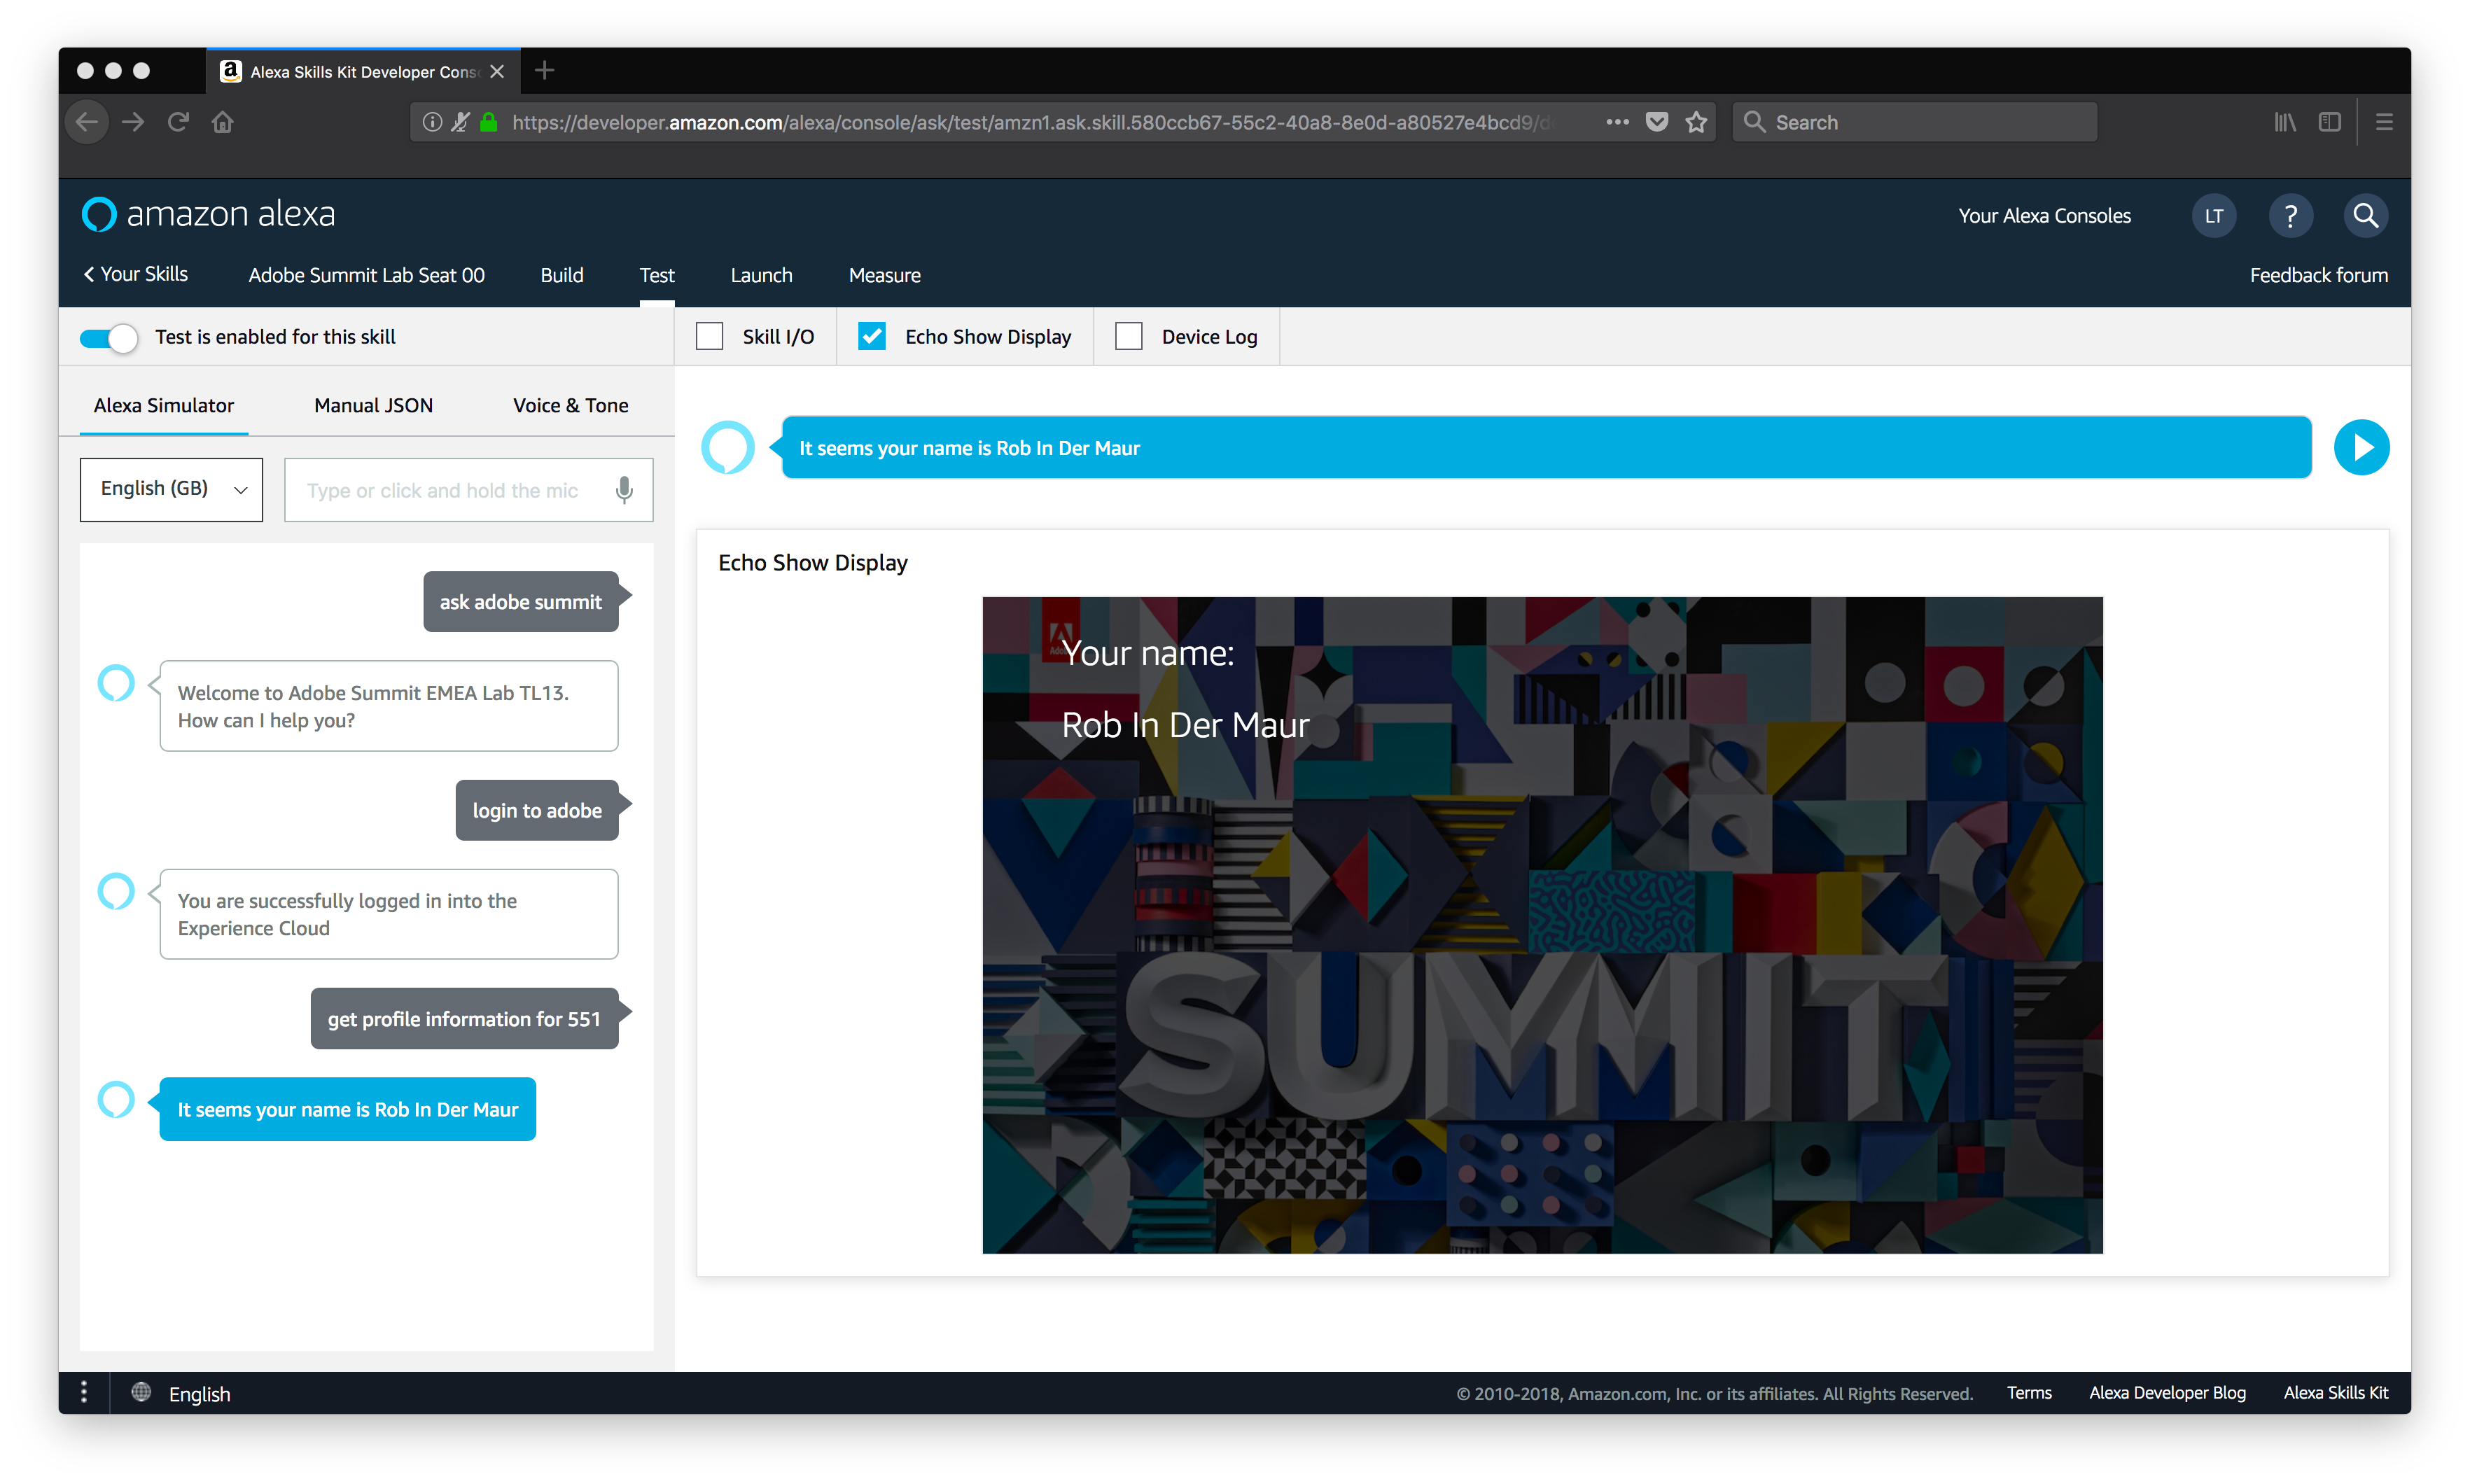 Alexa Skills Kit Developer Cons
https://developer.amazon.com/alexa/console/ask/test/amzn1.ask.skill.580ccb67-55c2-40a8-8e0d-a80527e4bcd9/d
Search
amazon alexa
Your Alexa Consoles
LT
?
Your Skills
Adobe Summit Lab Seat 00
Build
Test
Launch
Measure
Feedback forum
Test is enabled for this skill
Skill I/O
Echo Show Display
Device Log
Alexa Simulator
Manual JSON
Voice & Tone
English (GB)
Type or click and hold the mic
ask adobe summit
Welcome to Adobe Summit EMEA Lab TL13.
How can I help you?
login to adobe
You are successfully logged in into the
Experience Cloud
get profile information for 551
It seems your name is Rob In Der Maur
It seems your name is Rob In Der Maur
Echo Show Display
Your name:
Rob In Der Maur
SUMMIT
English
© 2010-2018, Amazon.com, Inc. or its affiliates. All Rights Reserved.
Terms
Alexa Developer Blog
Alexa Skills Kit